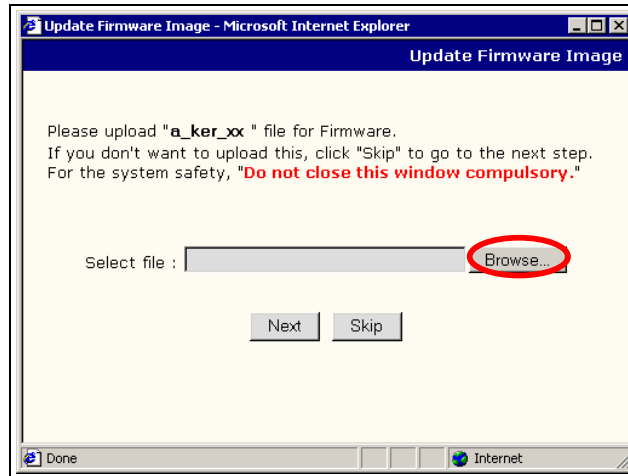 Update Firmware Image - Microsoft Internet Explorer
Update Firmware Image
Please upload "a_ker_xx " file for Firmware.
If you don't want to upload this, click "Skip" to go to the next step.
For the system safety, "Do not close this window compulsory."
Select file :
Browse...
Next
Skip
Done
Internet